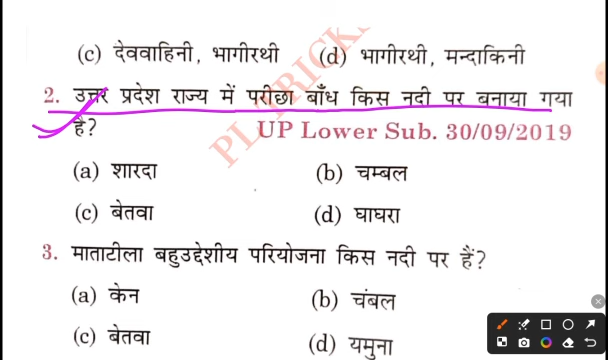 (c) देववाहिनी, भागीरथी (d) भागीरथी, मन्दाकिनी
2. उत्तर प्रदेश राज्य में परीछा बाँध किस नदी पर बनाया गया
है? UP Lower Sub. 30/09/2019
(a) शारदा (b) चम्बल
(c) बेतवा (d) घाघरा
3. माताटीला बहुउद्देशीय परियोजना किस नदी पर हैं?
(a) केन (b) चंबल
(c) बेतवा (d) यमुना